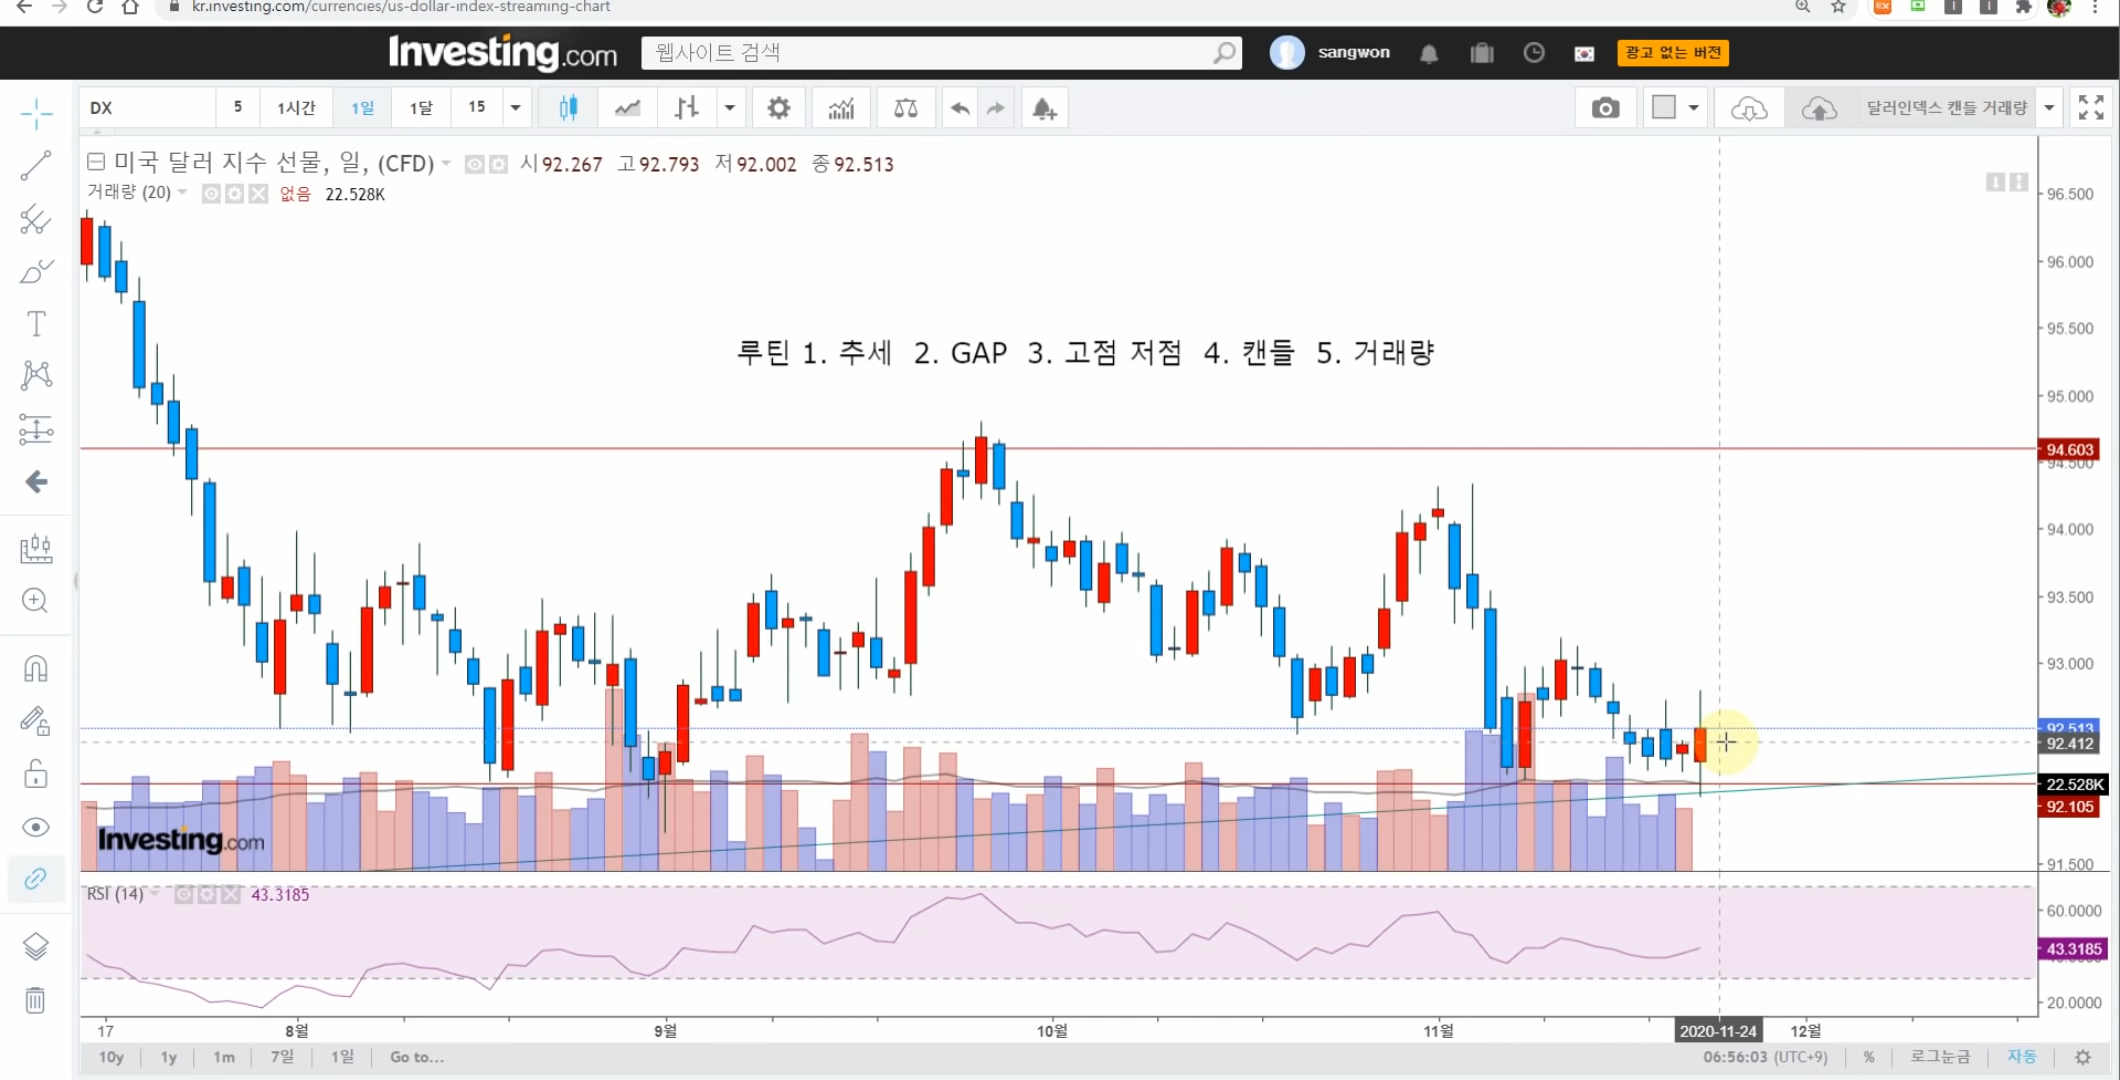 kr.investing.com/currencies/us-dollar-index-streaming-chart
Investing.com
웹사이트 검색
sangwon
광고 없는 버전
DX
5
1시간
1일
1달
15
달러인덱스 캔들 거래량
미국 달러 지수 선물, 일, (CFD) 시92.267 고92.793 저92.002 종92.513
거래량 (20) 없음 22.528K
루틴 1. 추세 2. GAP 3. 고점 저점 4. 캔들 5. 거래량
96.500
96.000
95.500
95.000
94.603
94.500
94.000
93.500
93.000
92.513
92.412
22.528K
92.105
91.500
Investing.com
RSI (14) 43.3185
60.0000
43.3185
20.0000
17 8월 9월 10월 11월 2020-11-24 12월
10y 1y 1m 7일 1일 Go to...
06:56:03 (UTC+9) % 로그눈금 자동